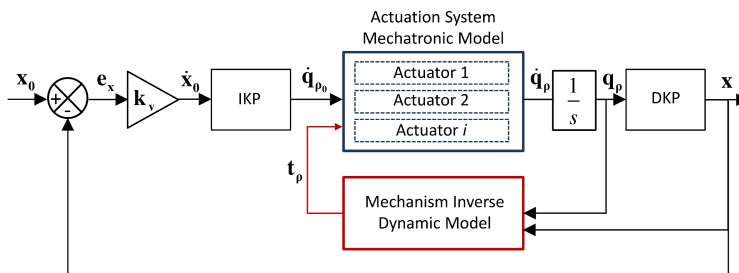 Actuation System
Mechatronic Model
x₀
+
-
eₓ
kᵥ
ẋ₀
IKP
q̇ᵨ₀
Actuator 1
Actuator 2
Actuator i
q̇ᵨ
1
s
qᵨ
DKP
x
tᵨ
Mechanism Inverse
Dynamic Model